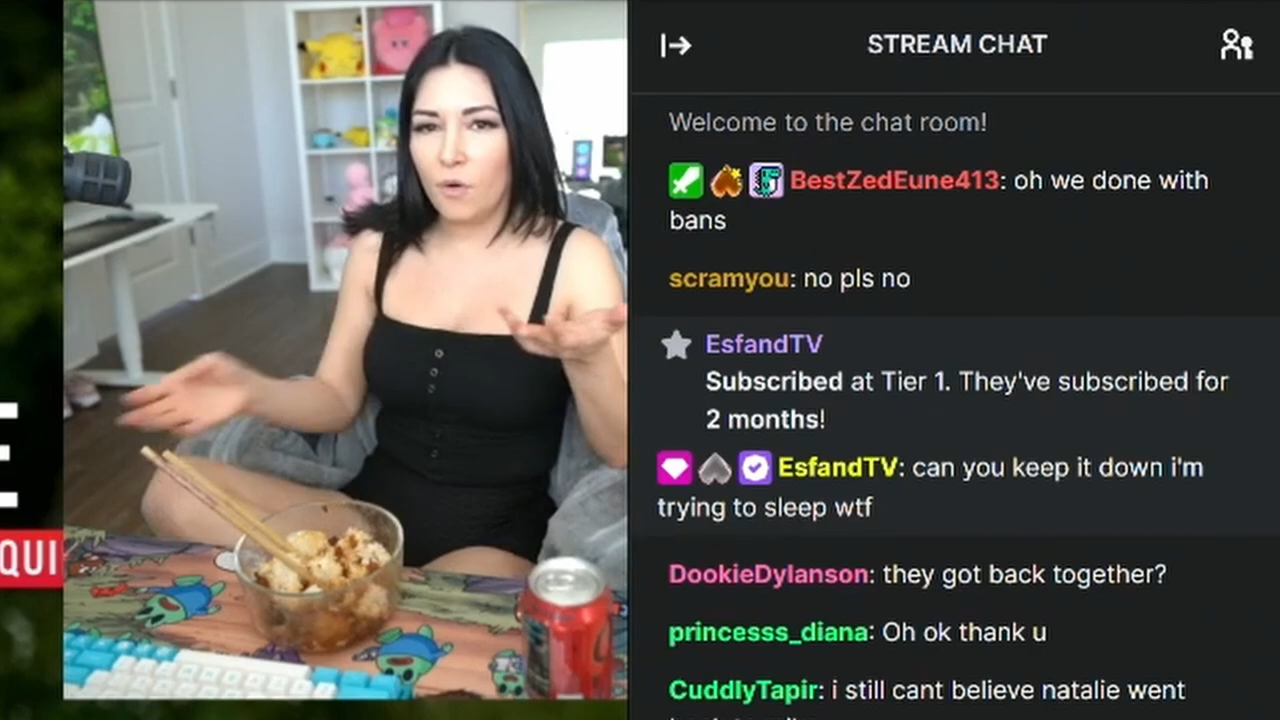 E
QUI
STREAM CHAT
Welcome to the chat room!
BestZedEune413: oh we done with
bans
scramyou: no pls no
EsfandTV
Subscribed at Tier 1. They've subscribed for
2 months!
EsfandTV: can you keep it down i'm
trying to sleep wtf
DookieDylanson: they got back together?
princesss_diana: Oh ok thank u
CuddlyTapir: i still cant believe natalie went